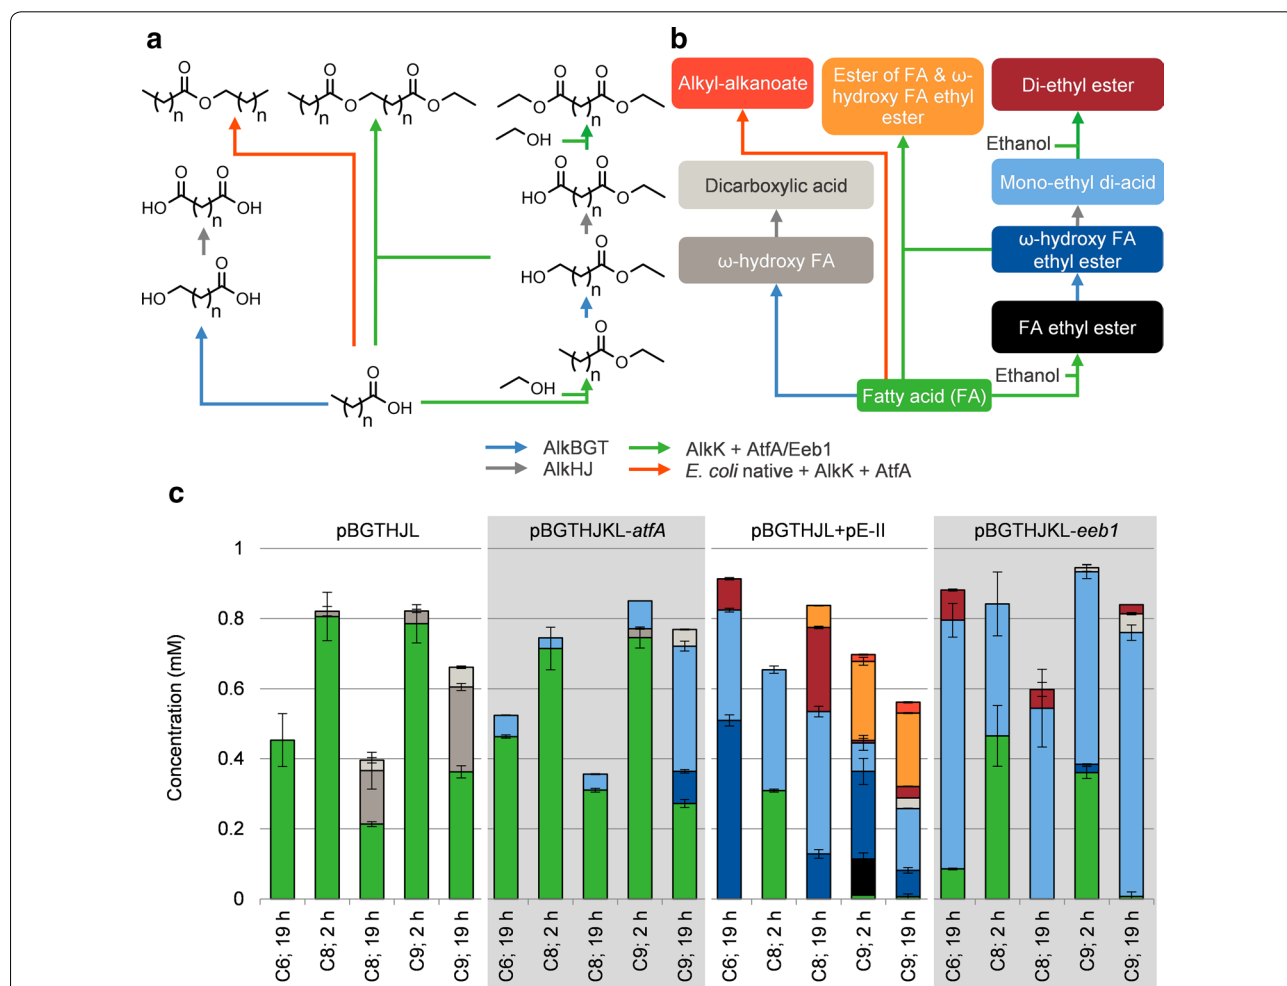 a
b
O
O
n
n
O
O
O
O
n
n
O
O
O
O
n
OH
O
O
HO
OH
n
O
O
HO
O
n
O
HO
OH
n
O
HO
O
n
O
O
n
OH
O
OH
n
Alkyl-alkanoate
Ester of FA & ω-
hydroxy FA ethyl
ester
Di-ethyl ester
Ethanol
Dicarboxylic acid
Mono-ethyl di-acid
ω-hydroxy FA
ω-hydroxy FA
ethyl ester
FA ethyl ester
Ethanol
Fatty acid (FA)
AlkBGT
AlkK + AtfA/Eeb1
AlkHJ
E. coli native + AlkK + AtfA
c
pBGTHJL
pBGTHJKL-atfA
pBGTHJL+pE-II
pBGTHJKL-eeb1
Concentration (mM)
1
0.8
0.6
0.4
0.2
0
C6; 19 h
C8; 2 h
C8; 19 h
C9; 2 h
C9; 19 h
C6; 19 h
C8; 2 h
C8; 19 h
C9; 2 h
C9; 19 h
C6; 19 h
C8; 2 h
C8; 19 h
C9; 2 h
C9; 19 h
C6; 19 h
C8; 2 h
C8; 19 h
C9; 2 h
C9; 19 h